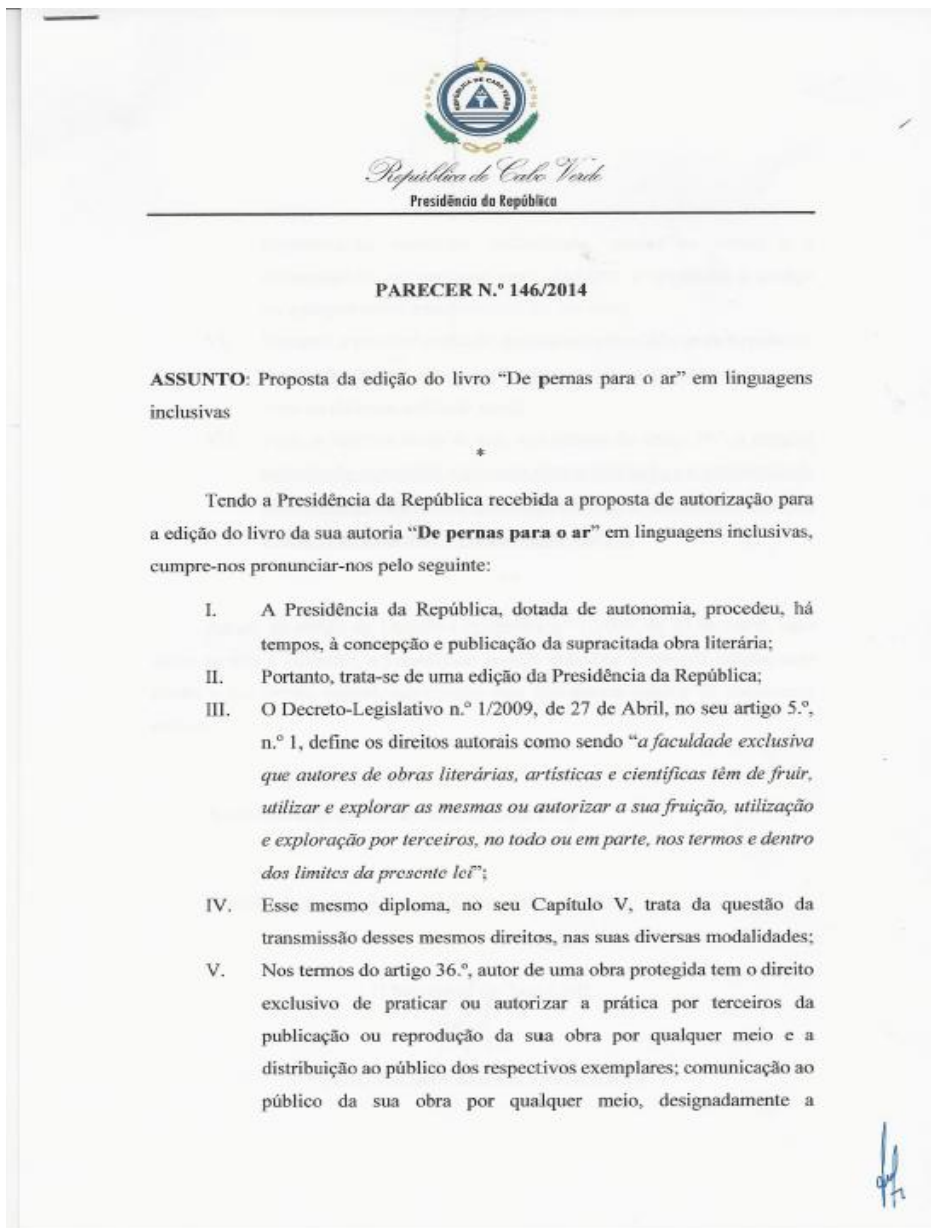 REPÚBLICA DE CABO VERDE
República de Cabo Verde
Presidência da República
PARECER N.º 146/2014
ASSUNTO: Proposta da edição do livro “De pernas para o ar” em linguagens
inclusivas
*
Tendo a Presidência da República recebida a proposta de autorização para
a edição do livro da sua autoria “De pernas para o ar” em linguagens inclusivas,
cumpre-nos pronunciar-nos pelo seguinte:
I. A Presidência da República, dotada de autonomia, procedeu, há
tempos, à concepção e publicação da supracitada obra literária;
II. Portanto, trata-se de uma edição da Presidência da República;
III. O Decreto-Legislativo n.º 1/2009, de 27 de Abril, no seu artigo 5.º,
n.º 1, define os direitos autorais como sendo “a faculdade exclusiva
que autores de obras literárias, artísticas e científicas têm de fruir,
utilizar e explorar as mesmas ou autorizar a sua fruição, utilização
e exploração por terceiros, no todo ou em parte, nos termos e dentro
dos limites da presente lei”;
IV. Esse mesmo diploma, no seu Capítulo V, trata da questão da
transmissão desses mesmos direitos, nas suas diversas modalidades;
V. Nos termos do artigo 36.º, autor de uma obra protegida tem o direito
exclusivo de praticar ou autorizar a prática por terceiros da
publicação ou reprodução da sua obra por qualquer meio e a
distribuição ao público dos respectivos exemplares; comunicação ao
público da sua obra por qualquer meio, designadamente a